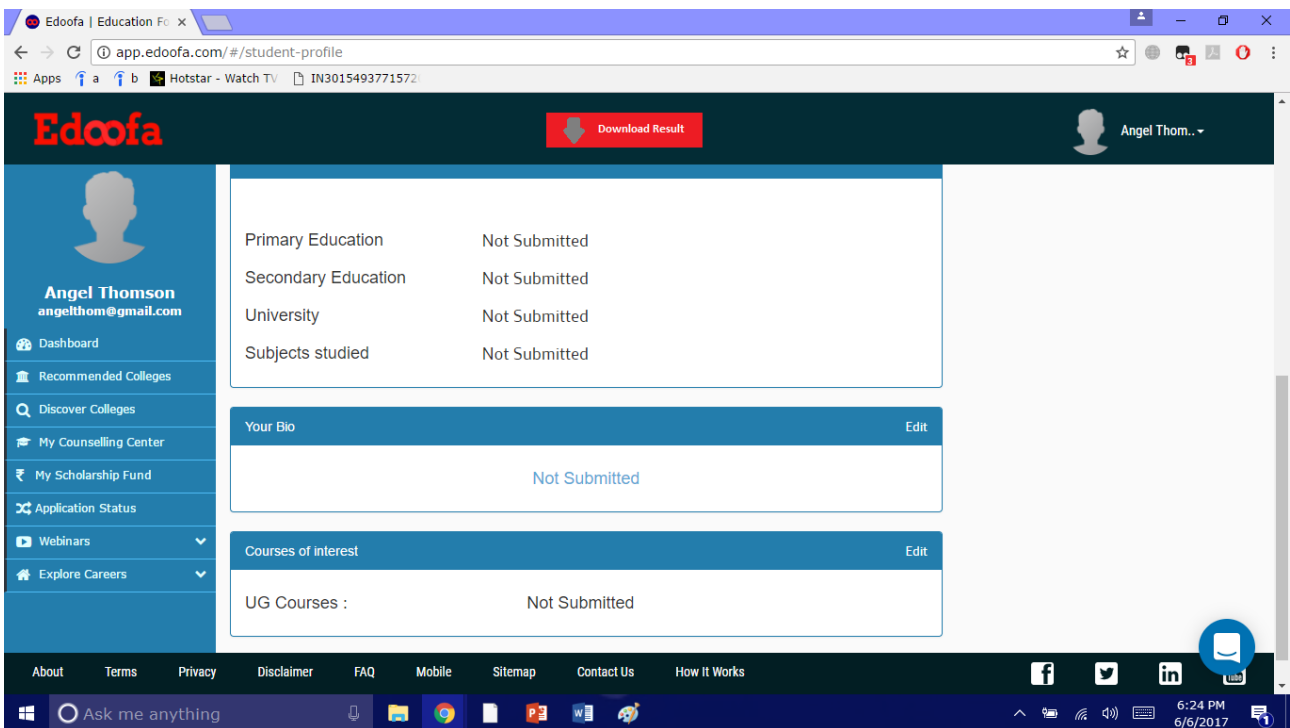 Edoofa | Education Fo
app.edoofa.com/#/student-profile
Apps a b Hotstar - Watch TV IN3015493771572
Edoofa
Download Result
Angel Thom..
Angel Thomson
angelthom@gmail.com
Dashboard
Recommended Colleges
Discover Colleges
My Counselling Center
₹ My Scholarship Fund
Application Status
Webinars
Explore Careers
Primary Education Not Submitted
Secondary Education Not Submitted
University Not Submitted
Subjects studied Not Submitted
Your Bio Edit
Not Submitted
Courses of interest Edit
UG Courses : Not Submitted
About Terms Privacy Disclaimer FAQ Mobile Sitemap Contact Us How It Works
Ask me anything
6:24 PM
6/6/2017